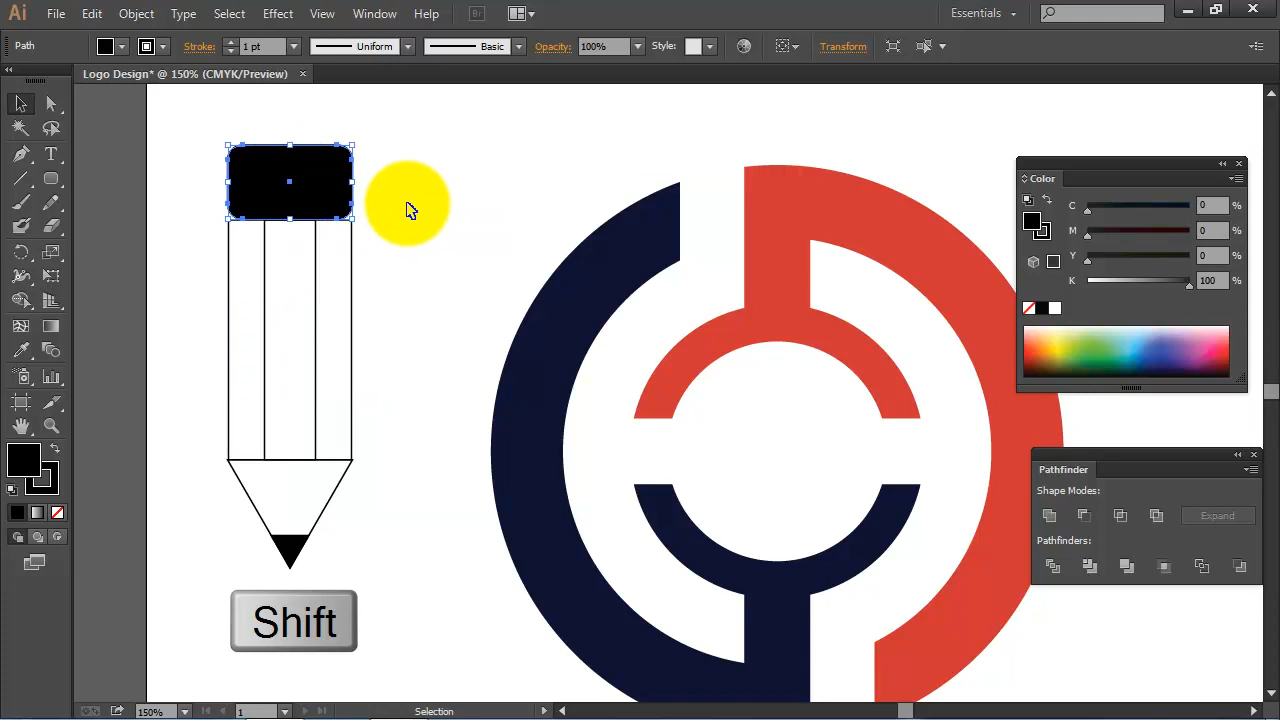 Ai File Edit Object Type Select Effect View Window Help Br Essentials
Path Stroke: 1 pt Uniform Basic Opacity: 100% Style: Transform
Logo Design* @ 150% (CMYK/Preview) ×
Color
C 0 %
M 0 %
Y 0 %
K 100 %
Pathfinder
Shape Modes:
Expand
Pathfinders:
Shift
150% 1 Selection